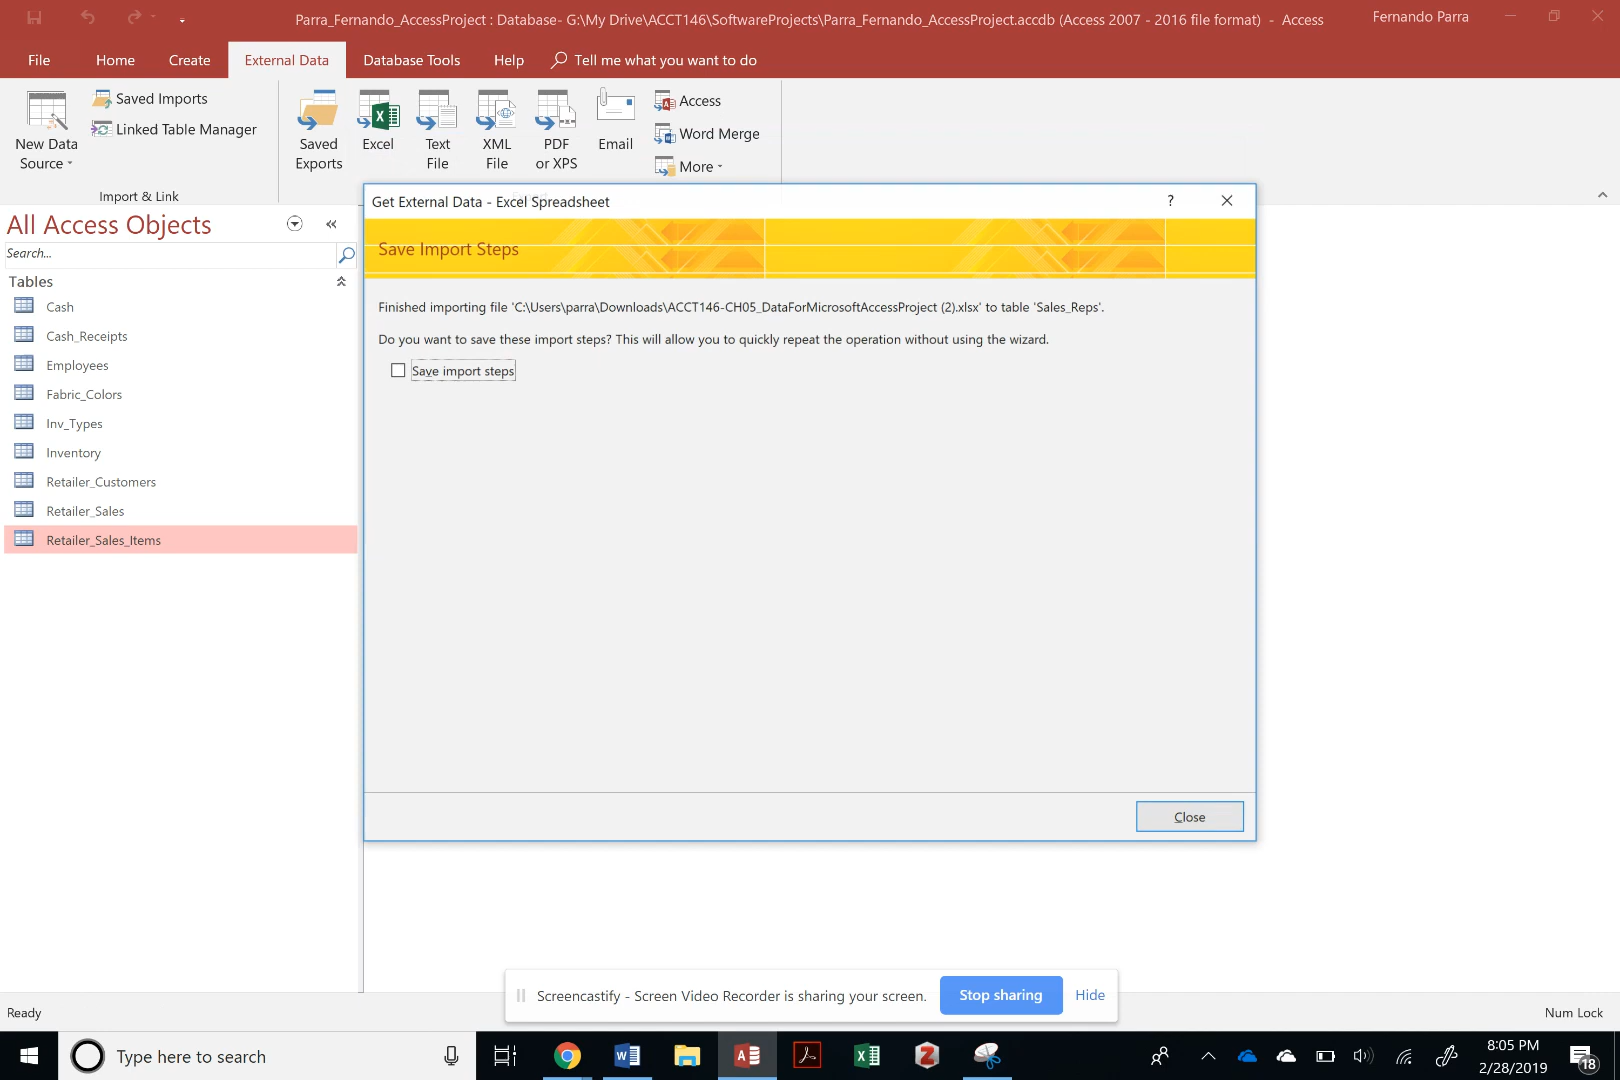 Parra_Fernando_AccessProject : Database- G:\My Drive\ACCT146\SoftwareProjects\Parra_Fernando_AccessProject.accdb (Access 2007 - 2016 file format) - Access
Fernando Parra
File Home Create External Data Database Tools Help Tell me what you want to do
New Data Source
Saved Imports
Linked Table Manager
Import & Link
Saved Exports
Excel
Text File
XML File
PDF or XPS
Email
Access
Word Merge
More
All Access Objects
Search...
Tables
Cash
Cash_Receipts
Employees
Fabric_Colors
Inv_Types
Inventory
Retailer_Customers
Retailer_Sales
Retailer_Sales_Items
Get External Data - Excel Spreadsheet
?
Save Import Steps
Finished importing file 'C:\Users\parra\Downloads\ACCT146-CH05_DataForMicrosoftAccessProject (2).xlsx' to table 'Sales_Reps'.
Do you want to save these import steps? This will allow you to quickly repeat the operation without using the wizard.
Save import steps
Close
Screencastify - Screen Video Recorder is sharing your screen.
Stop sharing
Hide
Ready
Num Lock
Type here to search
8:05 PM
2/28/2019
18